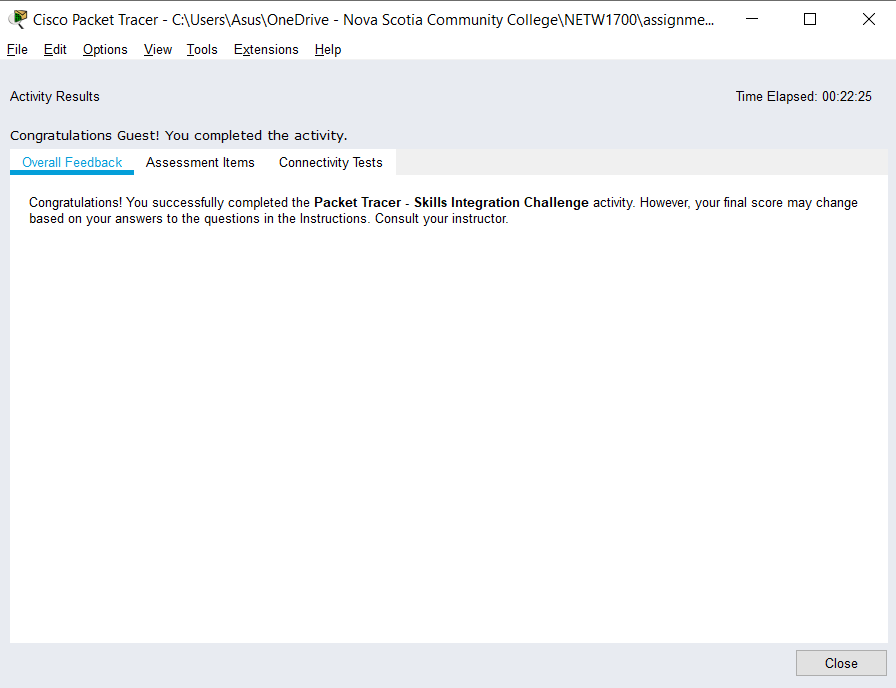 Cisco Packet Tracer - C:\Users\Asus\OneDrive - Nova Scotia Community College\NETW1700\assignme...
File Edit Options View Tools Extensions Help
Activity Results Time Elapsed: 00:22:25
Congratulations Guest! You completed the activity.
Overall Feedback Assessment Items Connectivity Tests
Congratulations! You successfully completed the Packet Tracer - Skills Integration Challenge activity. However, your final score may change
based on your answers to the questions in the Instructions. Consult your instructor.
Close